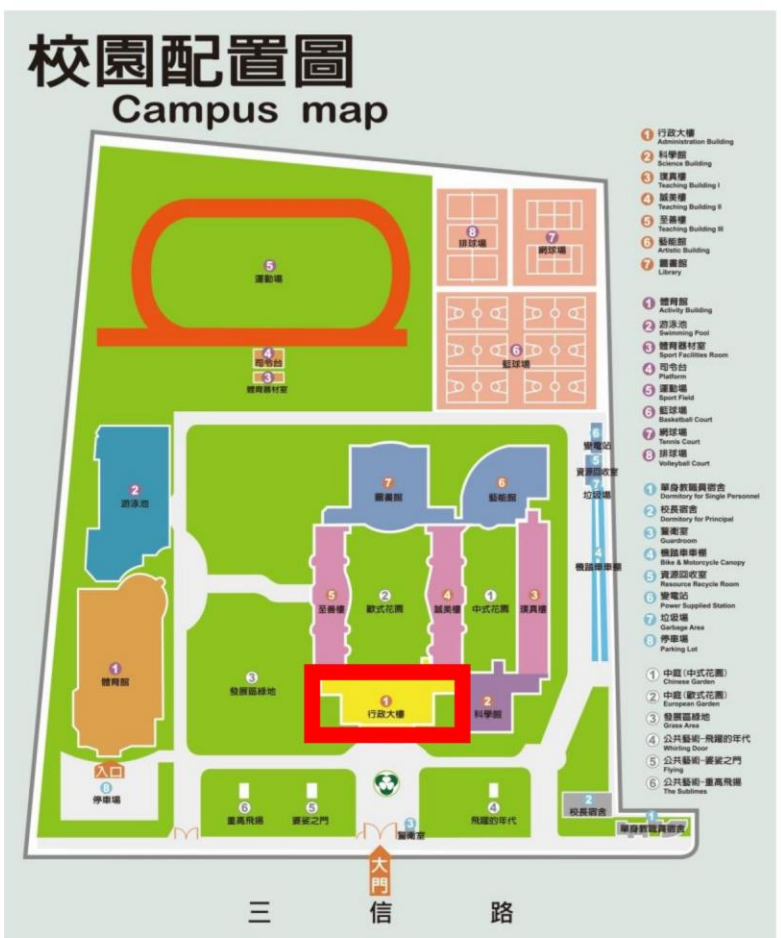 校園配置圖
Campus map
1 行政大樓
Administration Building
2 科學館
Science Building
3 璞真樓
Teaching Building I
4 誠美樓
Teaching Building II
5 至善樓
Teaching Building III
6 藝能館
Artistic Building
7 圖書館
Library
1 體育館
Activity Building
2 游泳池
Swimming Pool
3 體育器材室
Sport Facilities Room
4 司令台
Platform
5 運動場
Sport Field
6 籃球場
Basketball Court
7 網球場
Tennis Court
8 排球場
Volleyball Court
1 單身教職員宿舍
Dormitory for Single Personnel
2 校長宿舍
Dormitory for Principal
3 警衛室
Guardroom
4 機踏車車棚
Bike & Motorcycle Canopy
5 資源回收室
Resource Recycle Room
6 變電站
Power Supplied Station
7 垃圾場
Garbage Area
8 停車場
Parking Lot
1 中庭(中式花園)
Chinese Garden
2 中庭(歐式花園)
European Garden
3 發展區綠地
Grass Area
4 公共藝術-飛躍的年代
Whirling Door
5 公共藝術-婆娑之門
Flying
6 公共藝術-重高飛揚
The Sublimes
8
排球場
7
網球場
5
運動場
6
籃球場
4
司令台
3
體育器材室
6
變電站
5
資源回收室
7
垃圾場
4
機踏車車棚
2
游泳池
7
圖書館
6
藝能館
5
至善樓
2
歐式花園
4
誠美樓
1
中式花園
3
璞真樓
1
體育館
3
發展區綠地
1
行政大樓
2
科學館
入口
8
停車場
6
重高飛揚
5
婆娑之門
4
飛躍的年代
3
警衛室
2
校長宿舍
1
單身教職員宿舍
大門
三信路